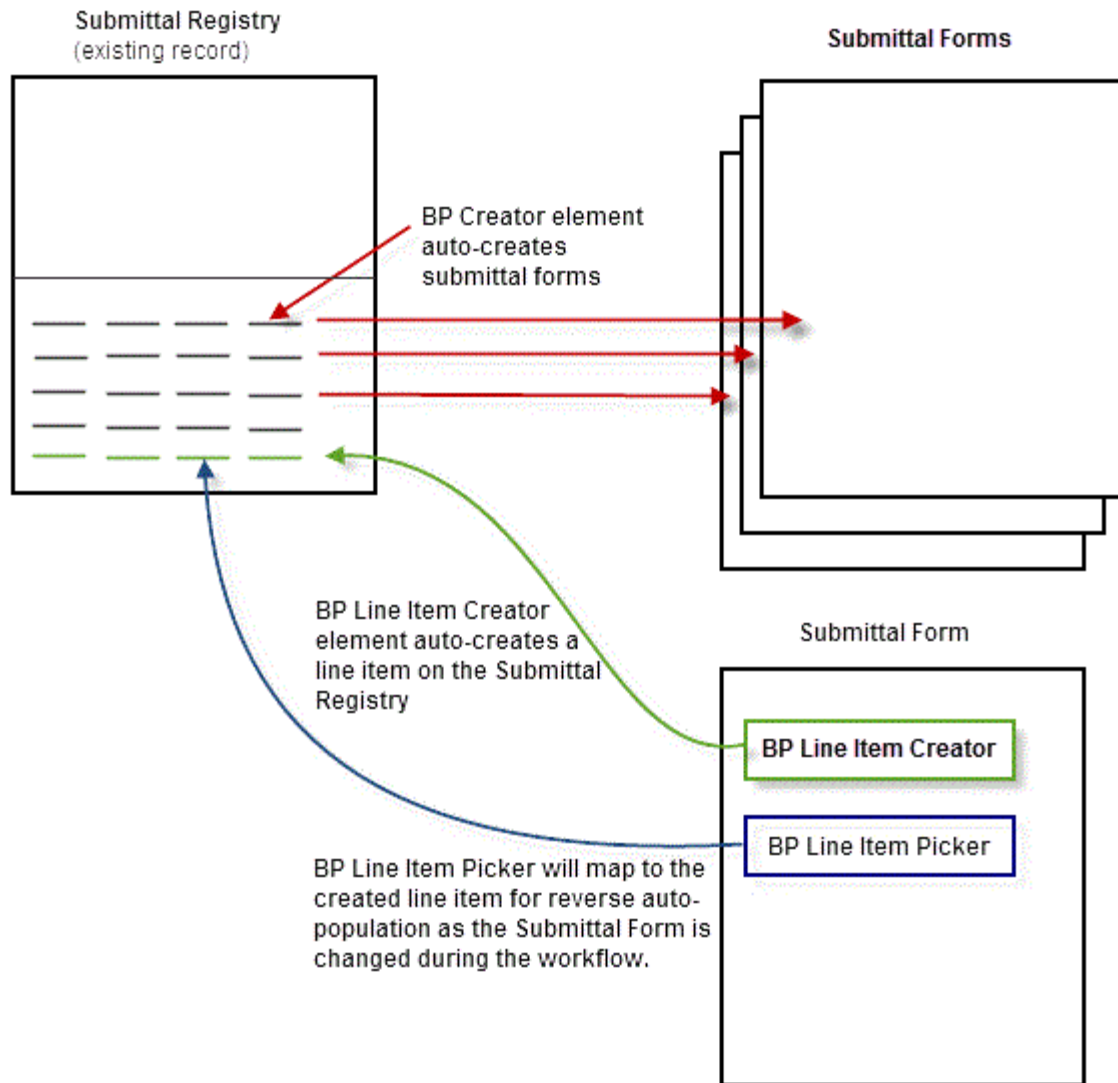 Submittal Registry
(existing record)
Submittal Forms
BP Creator element
auto-creates
submittal forms
BP Line Item Creator
element auto-creates a
line item on the Submittal
Registry
Submittal Form
BP Line Item Creator
BP Line Item Picker
BP Line Item Picker will map to the
created line item for reverse auto-
population as the Submittal Form is
changed during the workflow.